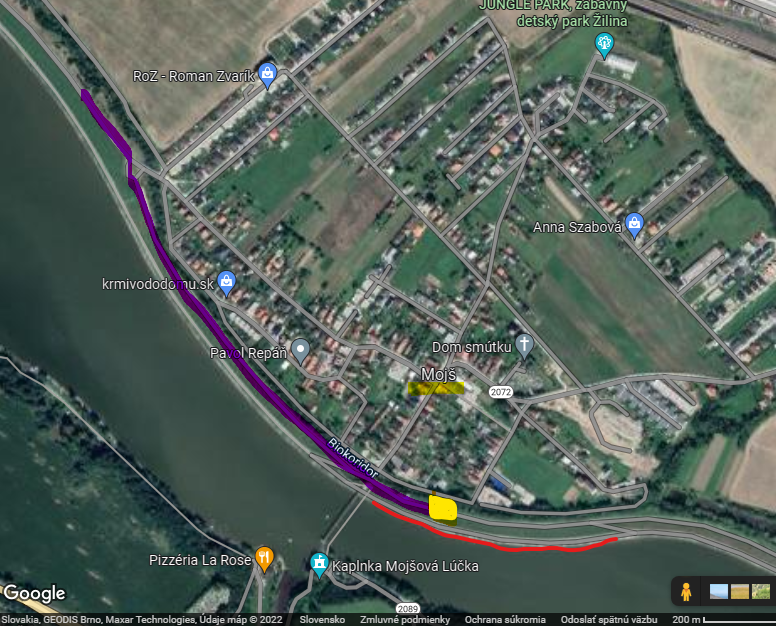 JUNGLE PARK, zábavný
detský park Žilina
RoZ - Roman Zvarík
Anna Szabová
krmivododomu.sk
Pavol Repáň
Dom smútku
Mojš
2072
Biokoridor
Pizzéria La Rose
Kaplnka Mojšová Lúčka
2089
Google
Slovakia, GEODIS Brno, Maxar Technologies, Údaje máp © 2022 Slovensko Zmluvné podmienky Ochrana súkromia Odoslať spätnú väzbu 200 m